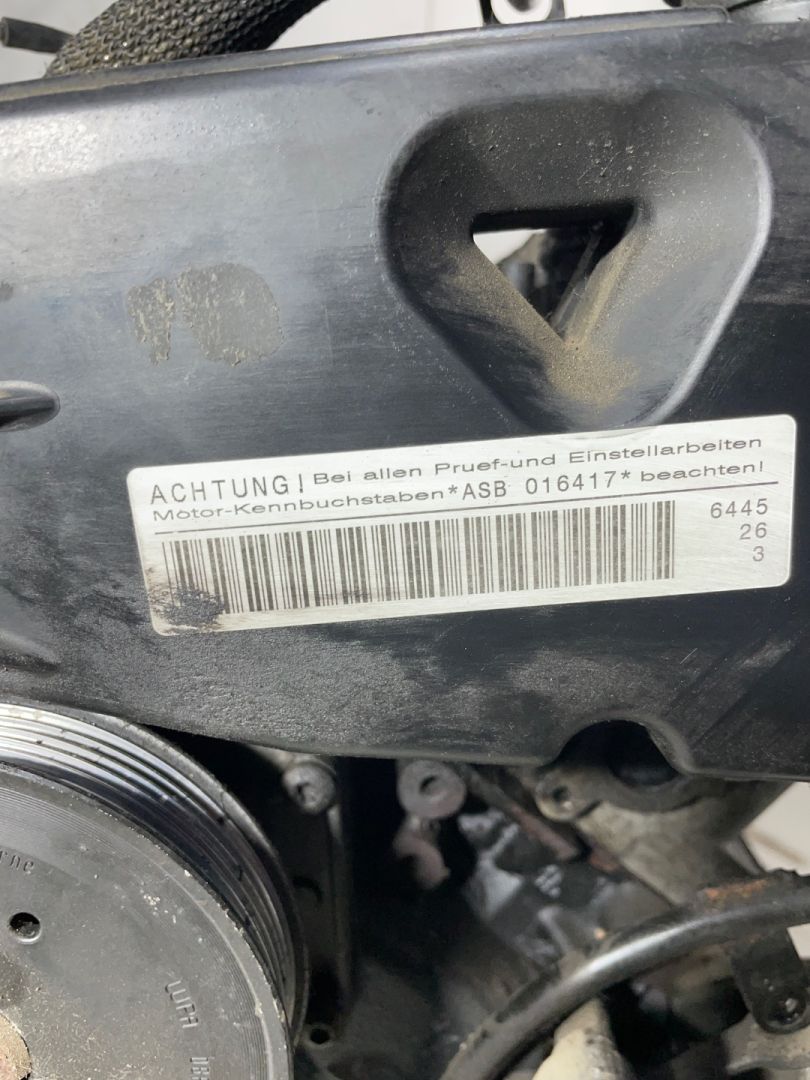 ACHTUNG! Bei allen Pruef-und Einstellarbeiten
Motor-Kennbuchstaben*ASB 016417* beachten!
6445
26
3